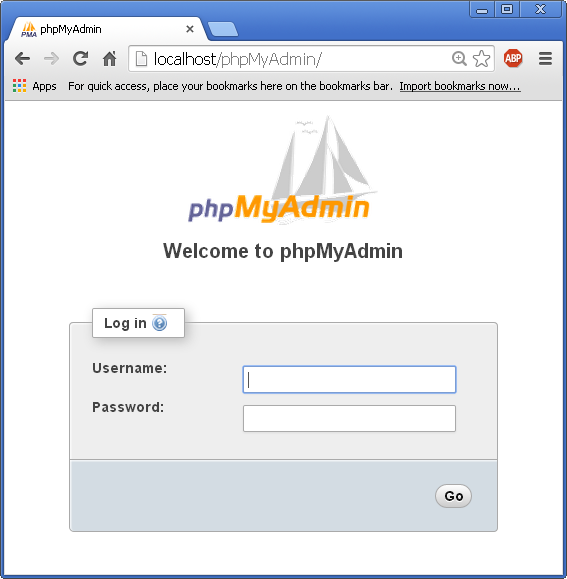 PMA phpMyAdmin
localhost/phpMyAdmin/
ABP
Apps For quick access, place your bookmarks here on the bookmarks bar. Import bookmarks now...
phpMyAdmin
Welcome to phpMyAdmin
Log in ?
Username:
Password:
Go